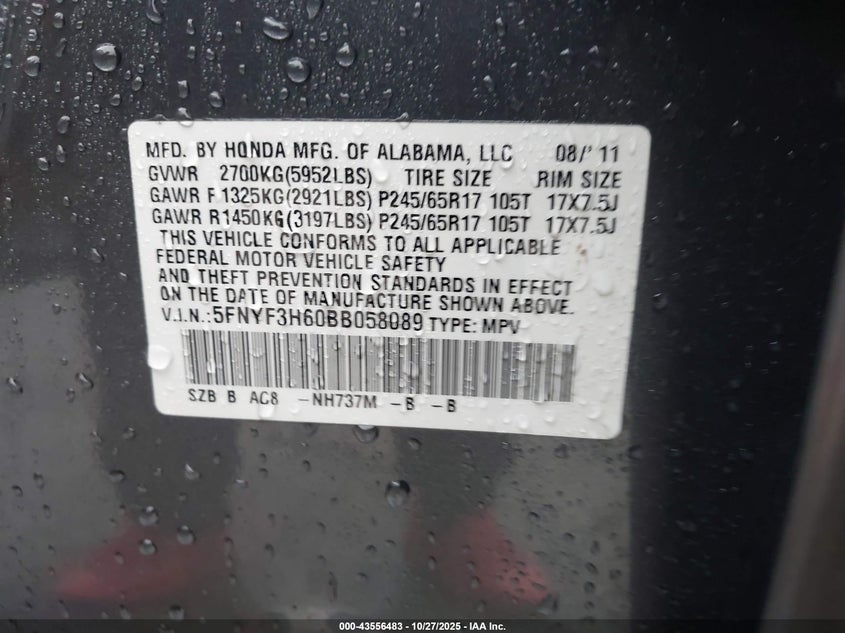 MFD. BY HONDA MFG. OF ALABAMA, LLC 08/'11
GVWR 2700KG(5952LBS) TIRE SIZE RIM SIZE
GAWR F 1325KG(2921LBS) P245/65R17 105T 17X7.5J
GAWR R1450KG(3197LBS) P245/65R17 105T 17X7.5J
THIS VEHICLE CONFORMS TO ALL APPLICABLE
FEDERAL MOTOR VEHICLE SAFETY
AND THEFT PREVENTION STANDARDS IN EFFECT
ON THE DATE OF MANUFACTURE SHOWN ABOVE.
V.I.N.:5FNYF3H60BB058089 TYPE: MPV
SZB B AC8 -NH737M -B -B
000-43556483 - 10/27/2025 - IAA Inc.